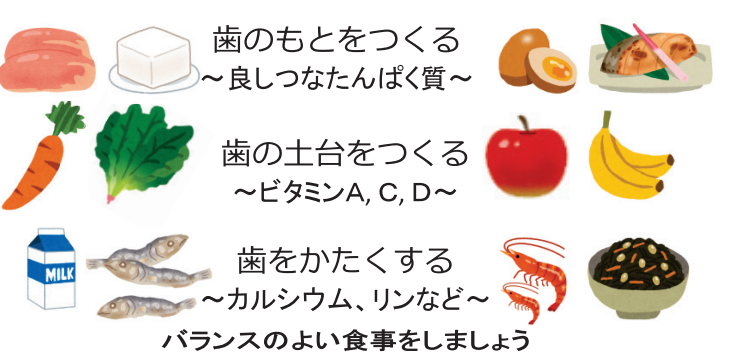 歯のもとをつくる
～良しつなたんぱく質～
歯の土台をつくる
～ビタミンA, C, D～
MILK
歯をかたくする
～カルシウム、リンなど～
バランスのよい食事をしましょう